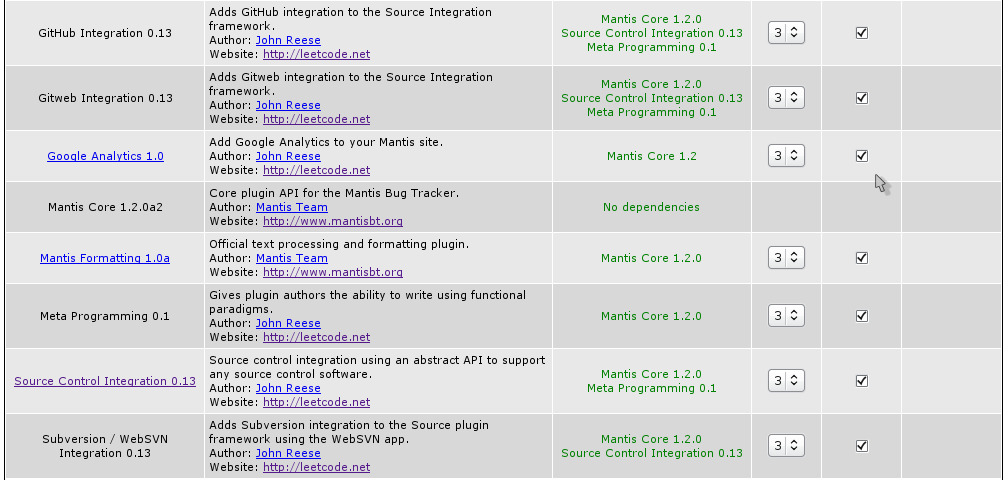 GitHub Integration 0.13
Adds GitHub integration to the Source Integration
framework.
Author: John Reese
Website: http://leetcode.net
Mantis Core 1.2.0
Source Control Integration 0.13
Meta Programming 0.1
3
Gitweb Integration 0.13
Adds Gitweb integration to the Source Integration
framework.
Author: John Reese
Website: http://leetcode.net
Mantis Core 1.2.0
Source Control Integration 0.13
Meta Programming 0.1
3
Google Analytics 1.0
Add Google Analytics to your Mantis site.
Author: John Reese
Website: http://leetcode.net
Mantis Core 1.2
3
Mantis Core 1.2.0a2
Core plugin API for the Mantis Bug Tracker.
Author: Mantis Team
Website: http://www.mantisbt.org
No dependencies
Mantis Formatting 1.0a
Official text processing and formatting plugin.
Author: Mantis Team
Website: http://www.mantisbt.org
Mantis Core 1.2.0
3
Meta Programming 0.1
Gives plugin authors the ability to write using functional
paradigms.
Author: John Reese
Website: http://leetcode.net
Mantis Core 1.2.0
3
Source Control Integration 0.13
Source control integration using an abstract API to support
any source control software.
Author: John Reese
Website: http://leetcode.net
Mantis Core 1.2.0
Meta Programming 0.1
3
Subversion / WebSVN
Integration 0.13
Adds Subversion integration to the Source plugin
framework using the WebSVN app.
Author: John Reese
Website: http://leetcode.net
Mantis Core 1.2.0
Source Control Integration 0.13
3